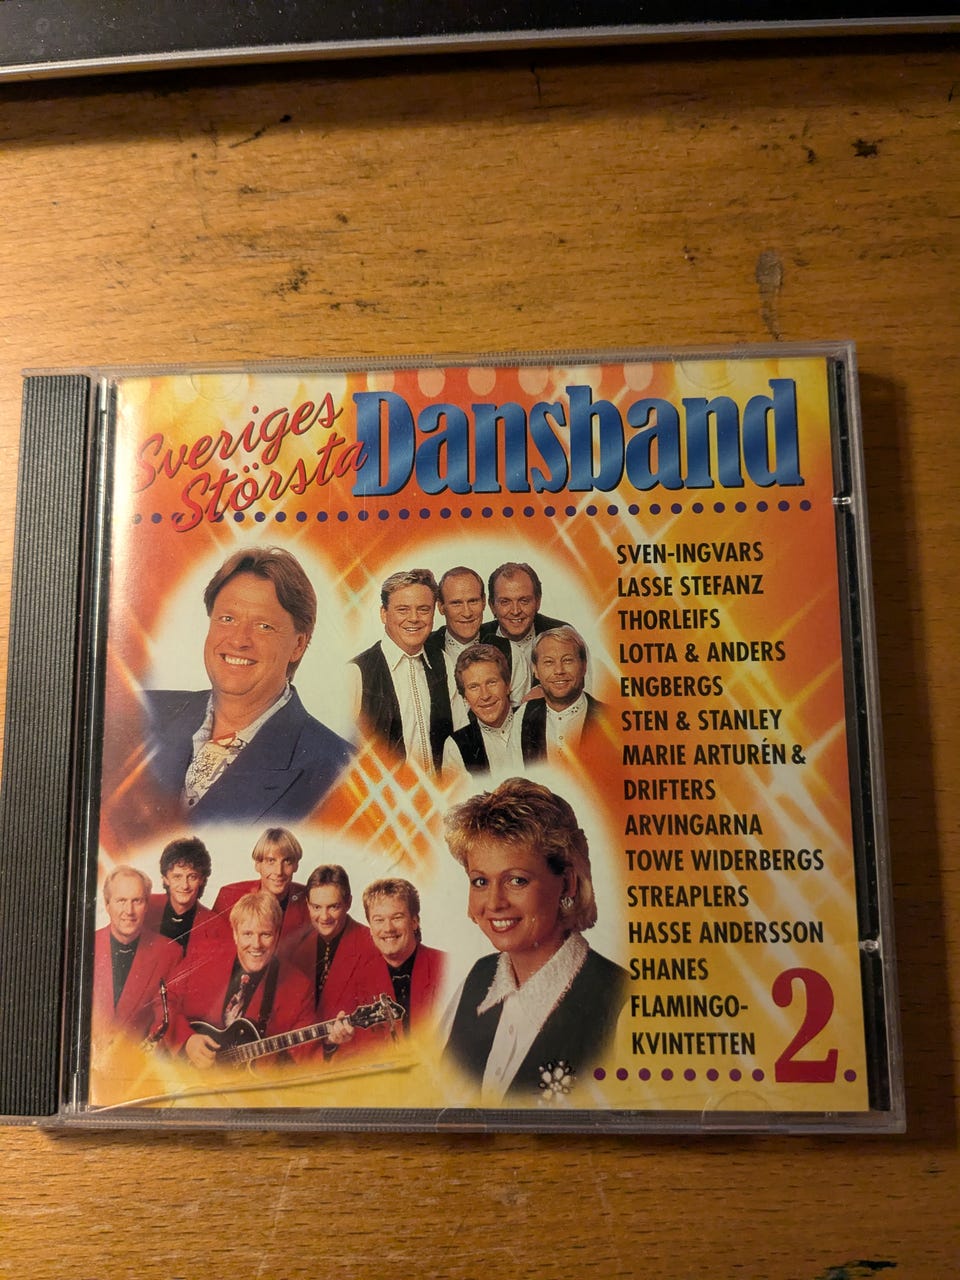 Sveriges
Största
Dansband
SVEN-INGVARS
LASSE STEFANZ
THORLEIFS
LOTTA & ANDERS
ENGBERGS
STEN & STANLEY
MARIE ARTURÉN &
DRIFTERS
ARVINGARNA
TOWE WIDERBERGS
STREAPLERS
HASSE ANDERSSON
SHANES
FLAMINGO-
KVINTETTEN
2